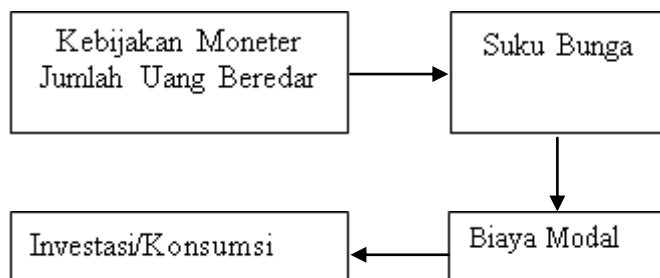 Kebijakan Moneter
Jumlah Uang Beredar
Suku Bunga
Biaya Modal
Investasi/Konsumsi